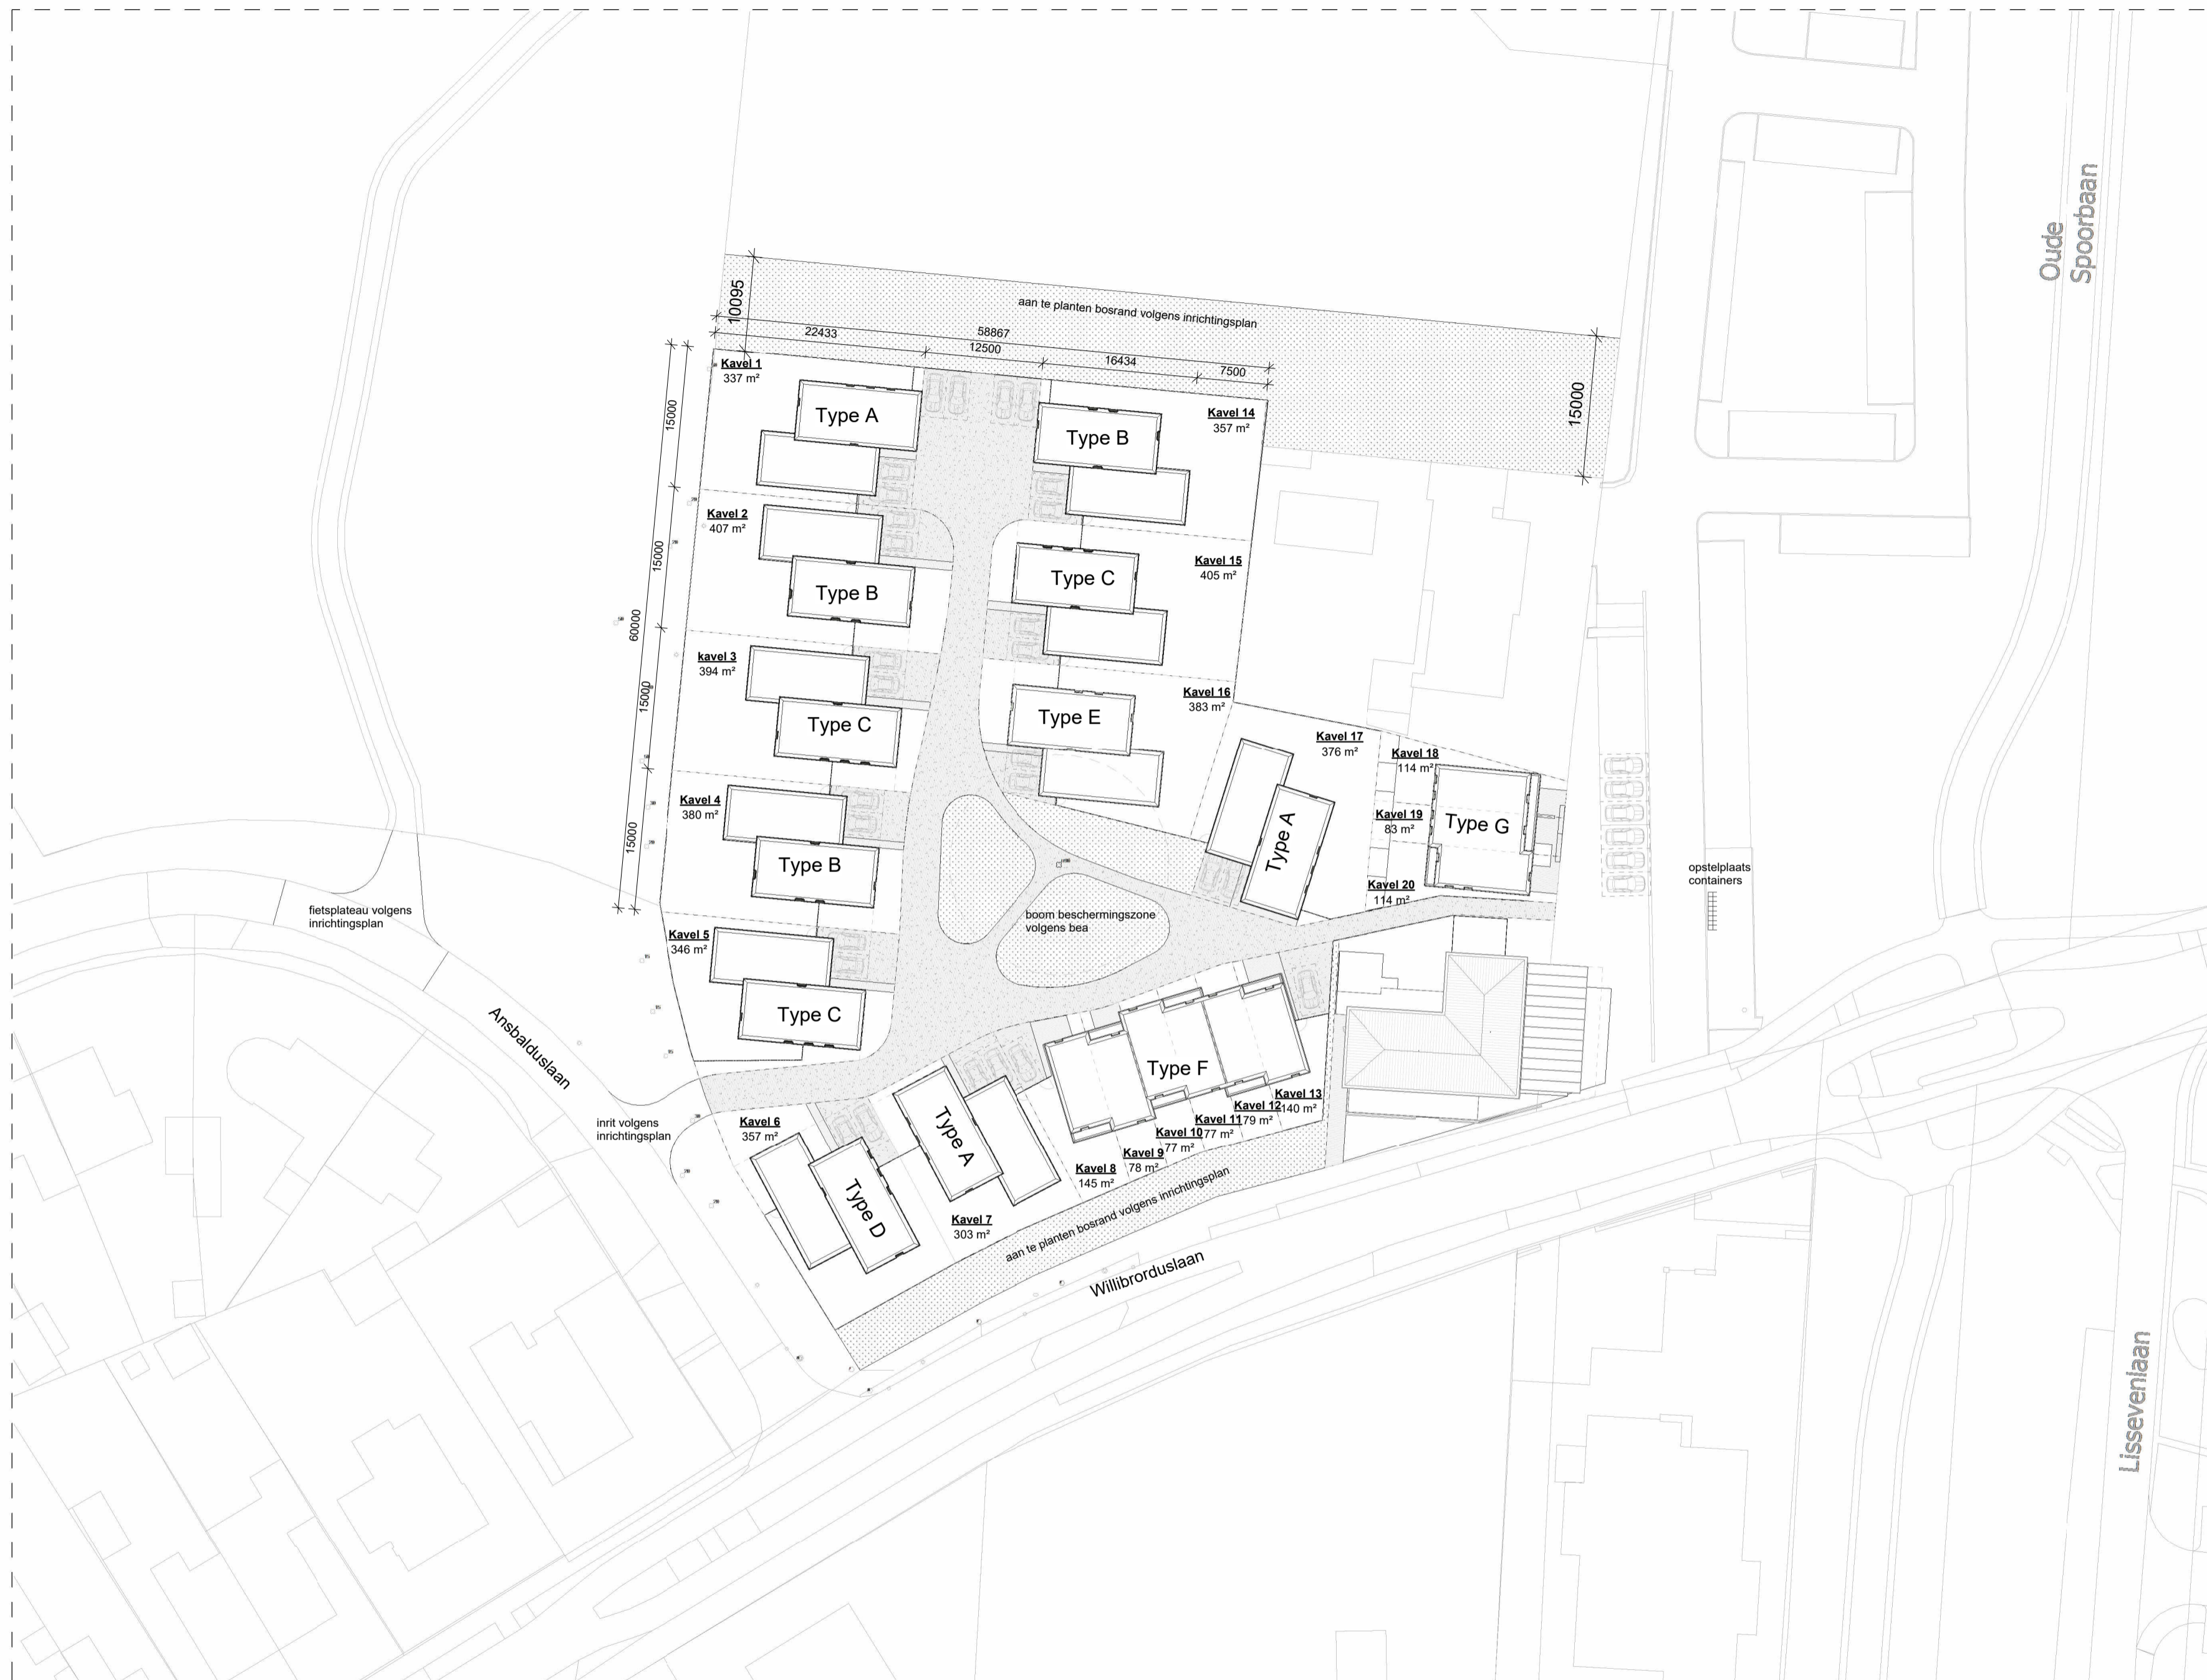 Oude
Spoorbaan
10095
aan te planten bosrand volgens inrichtingsplan
22433
58867
12500
16434
7500
15000
Kavel 1
337 m²
Type A
Kavel 14
357 m²
Type B
15000
Kavel 2
407 m²
Type B
15000
Kavel 15
405 m²
Type C
60000
kavel 3
394 m²
Type C
15000
Kavel 16
383 m²
Type E
Kavel 17
376 m²
Type A
Kavel 18
114 m²
Kavel 19
83 m²
Type G
Kavel 20
114 m²
Kavel 4
380 m²
Type B
15000
opstelplaats
containers
fietsplateau volgens
inrichtingsplan
boom beschermingszone
volgens bea
Kavel 5
346 m²
Type C
Ansbalduslaan
inrit volgens
inrichtingsplan
Type F
Kavel 13
140 m²
Kavel 12
79 m²
Kavel 11
77 m²
Kavel 10
77 m²
Kavel 9
78 m²
Kavel 8
145 m²
Kavel 6
357 m²
Type A
Type D
Kavel 7
303 m²
aan te planten bosrand volgens inrichtingsplan
Willibrorduslaan
Lissevenlaan